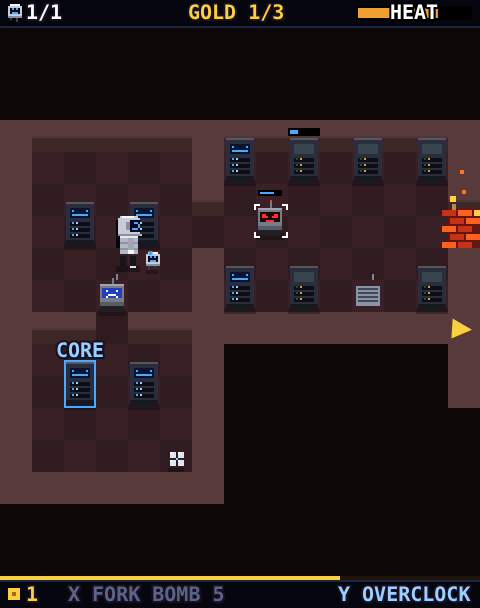 1/1
GOLD 1/3
HEAT
CORE
1
X FORK BOMB 5
Y OVERCLOCK